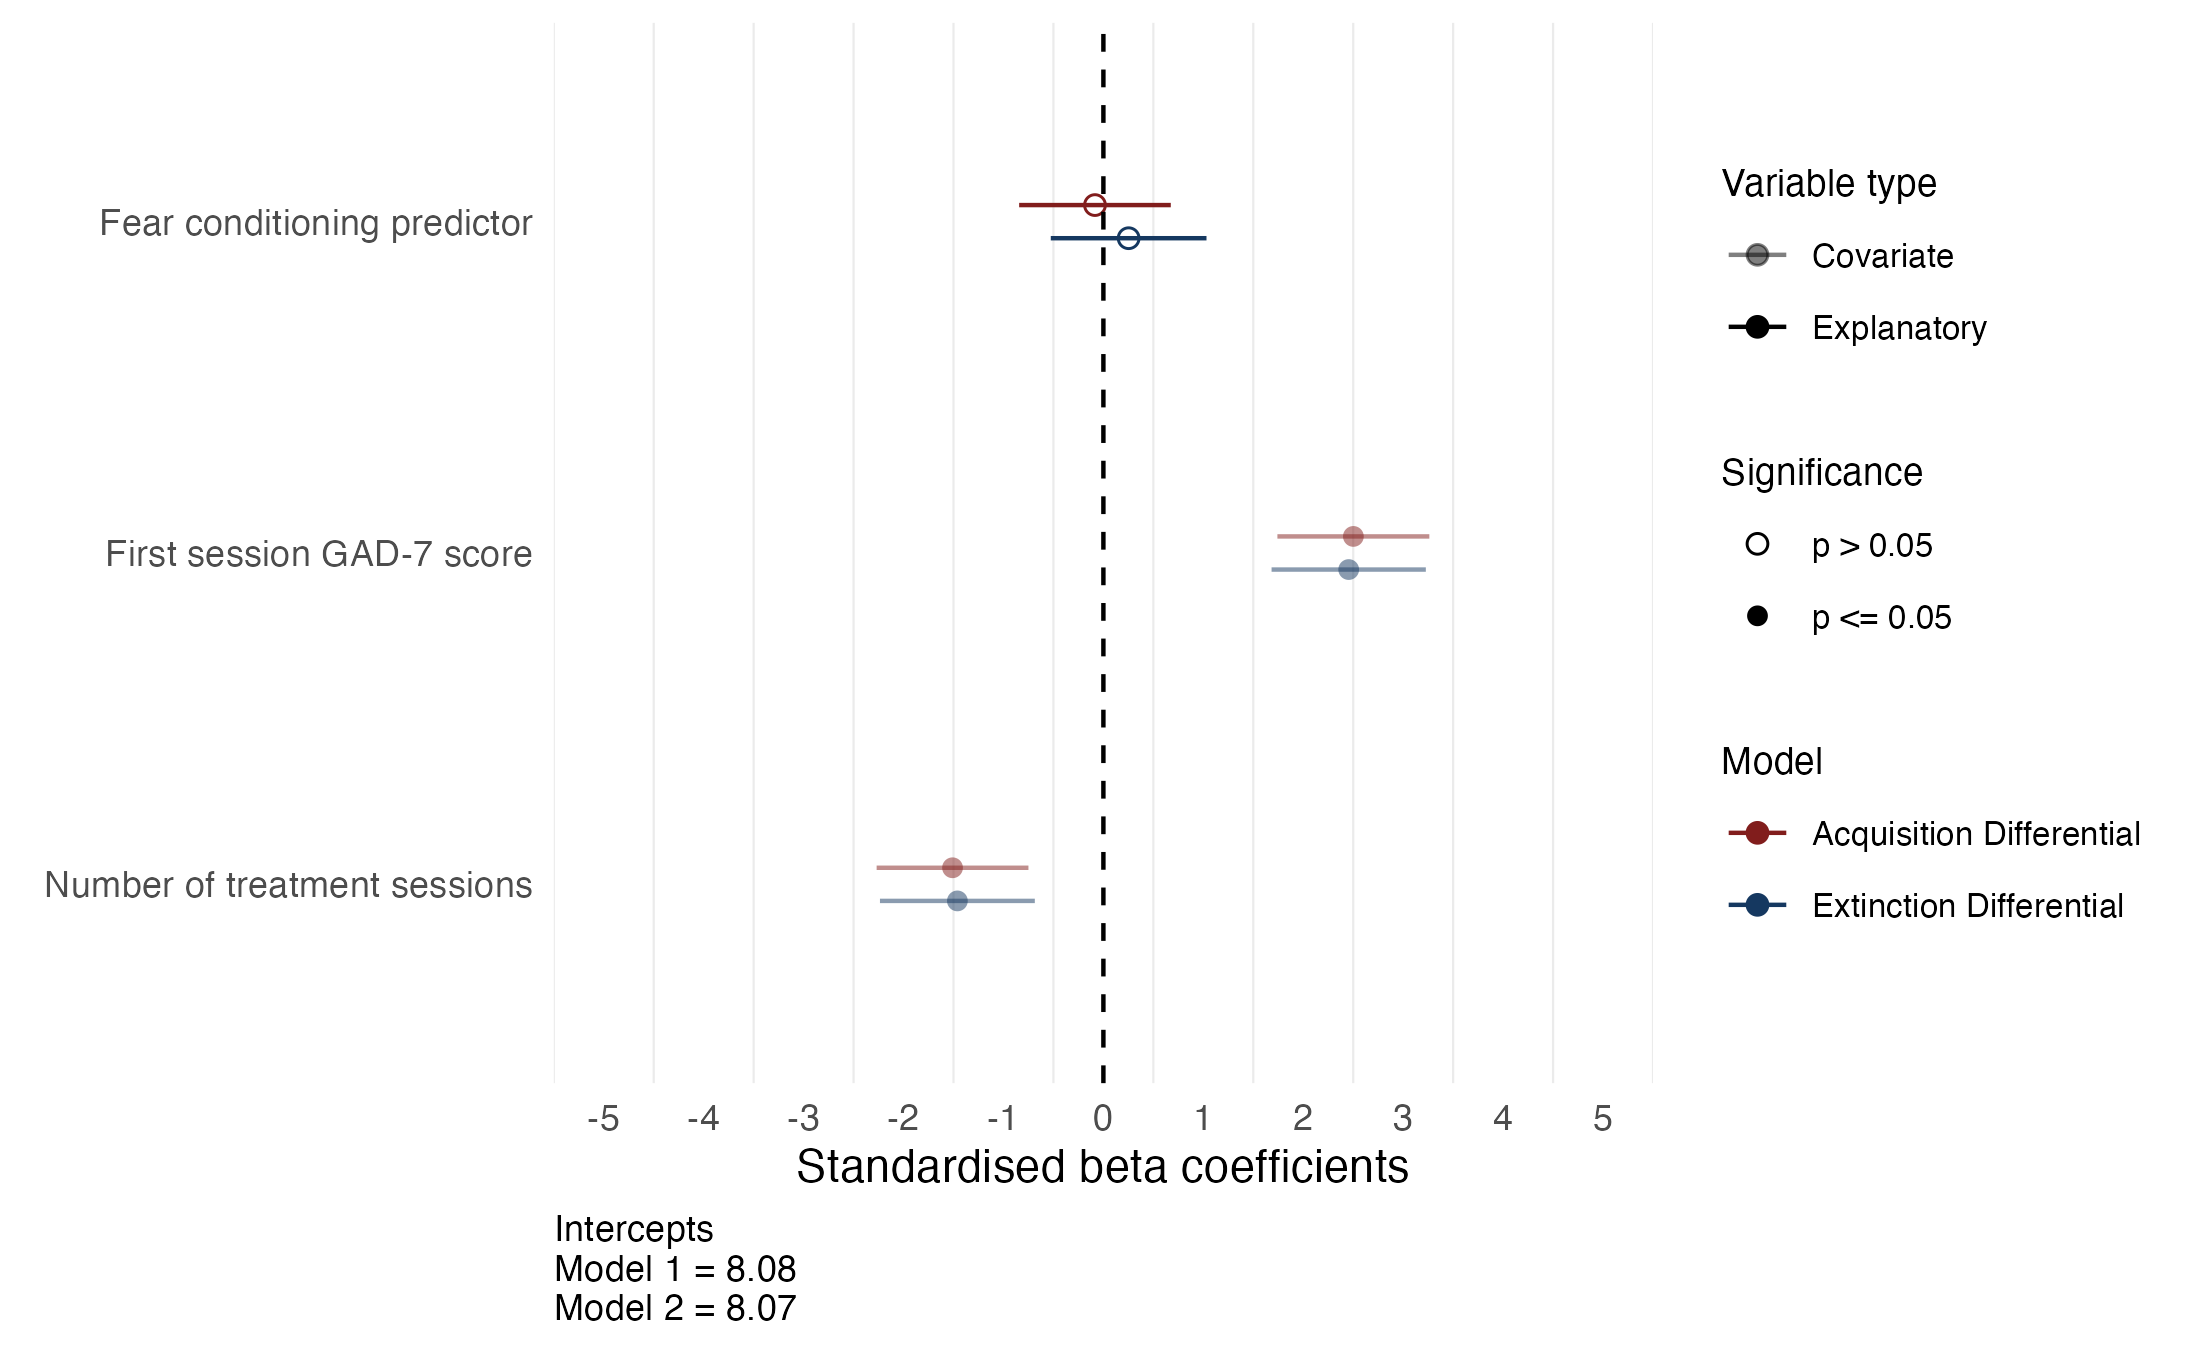 Fear conditioning predictor
First session GAD-7 score
Number of treatment sessions
-5 -4 -3 -2 -1 0 1 2 3 4 5
Standardised beta coefficients
Intercepts
Model 1 = 8.08
Model 2 = 8.07
Variable type
Covariate
Explanatory
Significance
p > 0.05
p <= 0.05
Model
Acquisition Differential
Extinction Differential